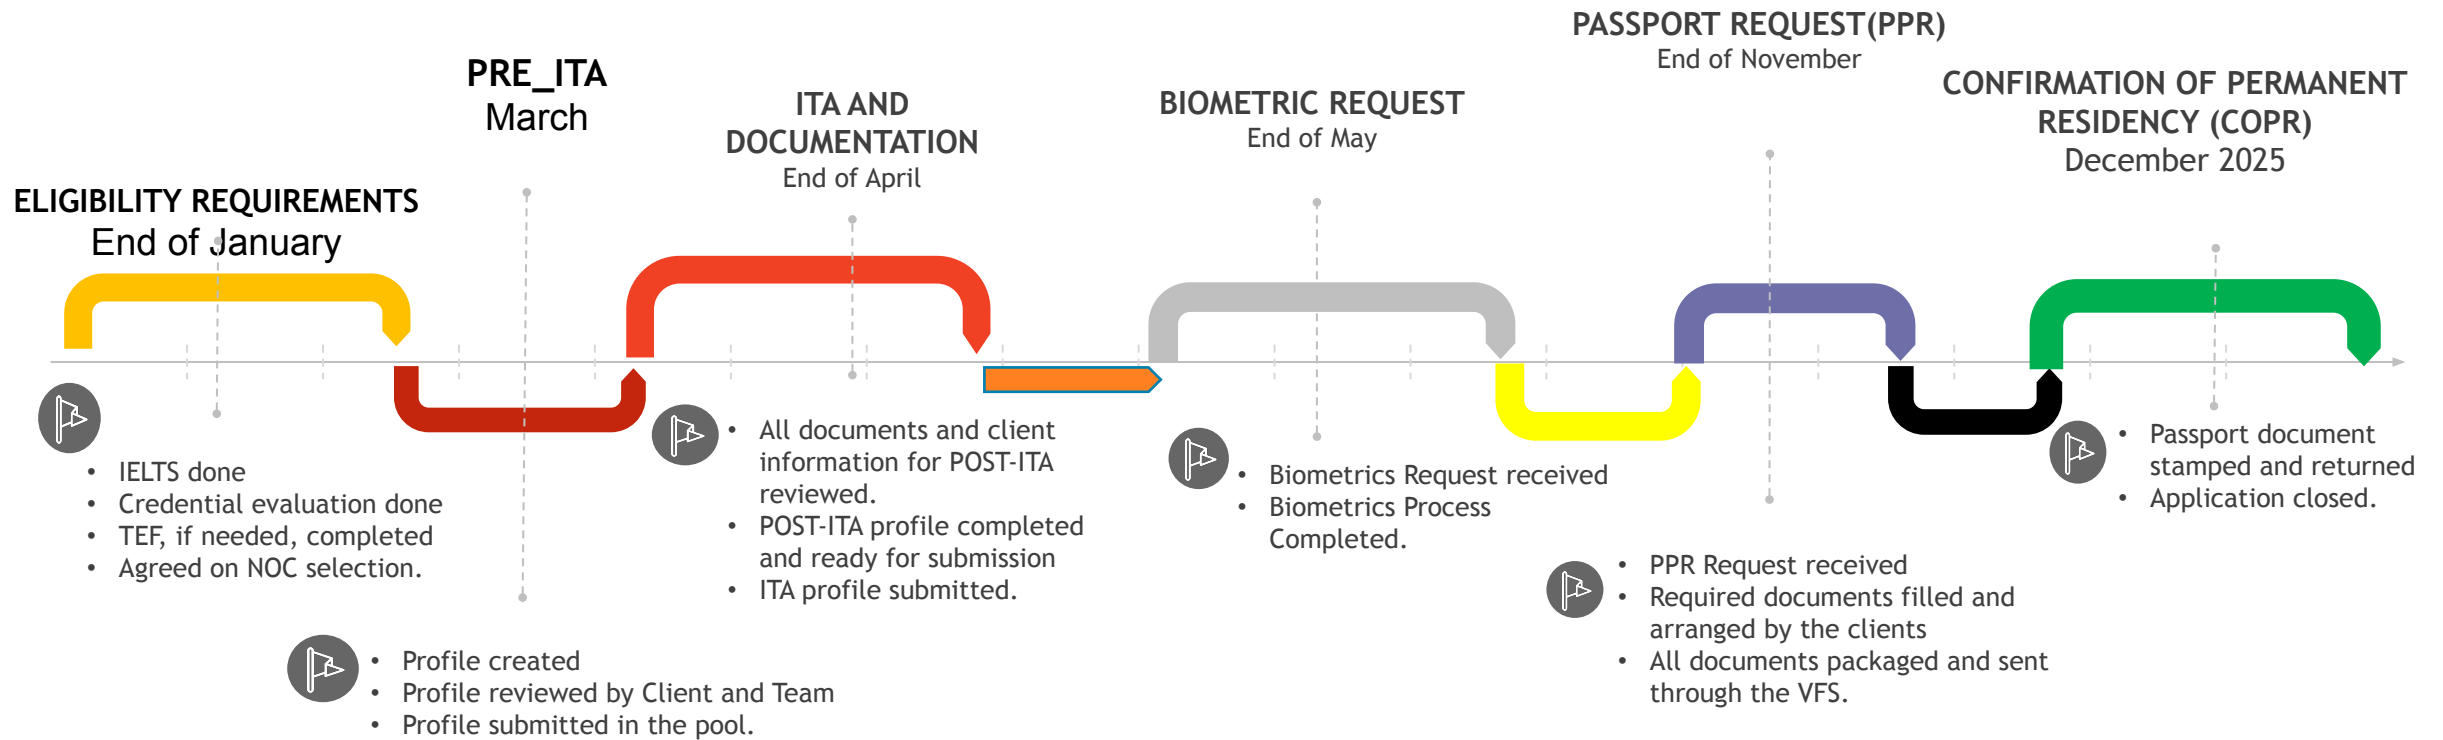 ELIGIBILITY REQUIREMENTS
End of January
• IELTS done
• Credential evaluation done
• TEF, if needed, completed
• Agreed on NOC selection.
PRE_ITA
March
• Profile created
• Profile reviewed by Client and Team
• Profile submitted in the pool.
ITA AND
DOCUMENTATION
End of April
• All documents and client
information for POST-ITA
reviewed.
• POST-ITA profile completed
and ready for submission
• ITA profile submitted.
BIOMETRIC REQUEST
End of May
• Biometrics Request received
• Biometrics Process
Completed.
PASSPORT REQUEST(PPR)
End of November
• PPR Request received
• Required documents filled and
arranged by the clients
• All documents packaged and sent
through the VFS.
CONFIRMATION OF PERMANENT
RESIDENCY (COPR)
December 2025
• Passport document
stamped and returned
• Application closed.